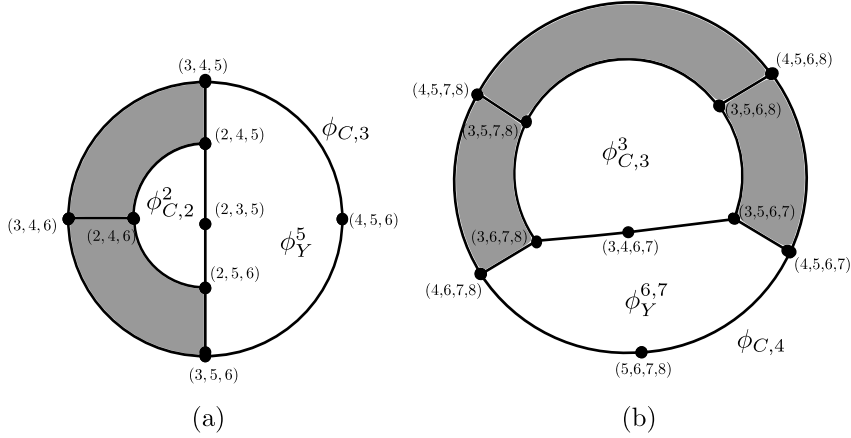 (3, 4, 5)
(2, 4, 5)
ϕ_{C,3}
ϕ^2_{C,2}
(2, 3, 5)
(3, 4, 6)
(2, 4, 6)
(4, 5, 6)
ϕ^5_Y
(2, 5, 6)
(3, 5, 6)
(a)
(4,5,6,8)
(4,5,7,8)
(3,5,6,8)
(3,5,7,8)
ϕ^3_{C,3}
(3,5,6,7)
(3,6,7,8)
(3,4,6,7)
(4,5,6,7)
(4,6,7,8)
ϕ^{6,7}_Y
ϕ_{C,4}
(5,6,7,8)
(b)